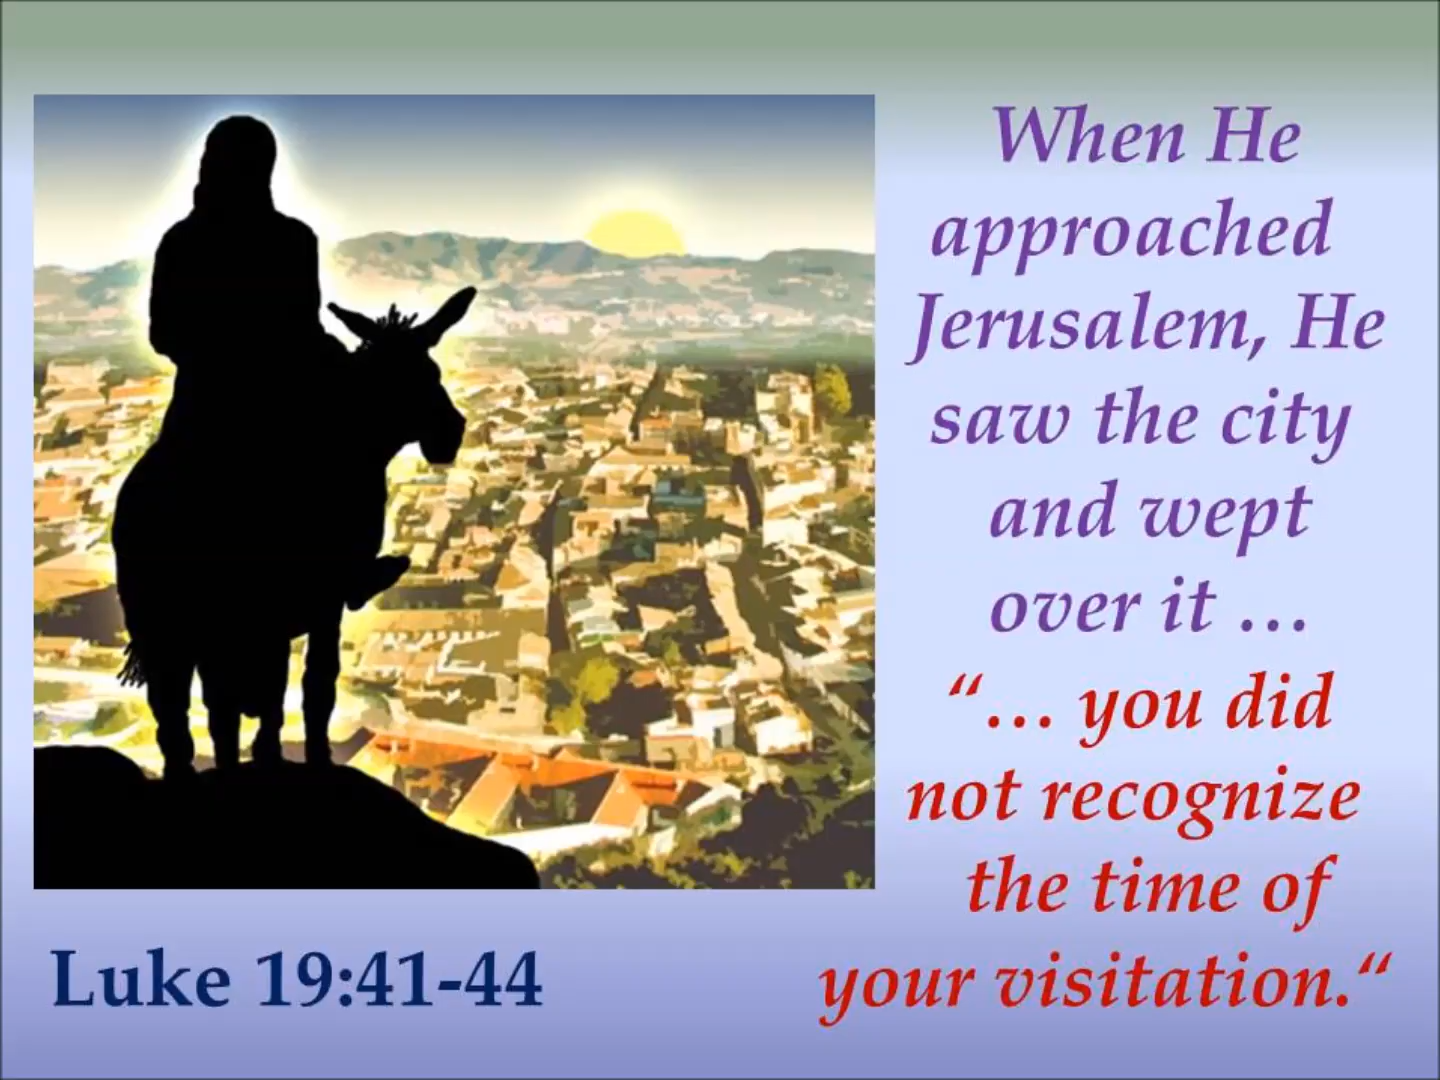 When He
approached
Jerusalem, He
saw the city
and wept
over it …
“… you did
not recognize
the time of
your visitation.“
Luke 19:41-44